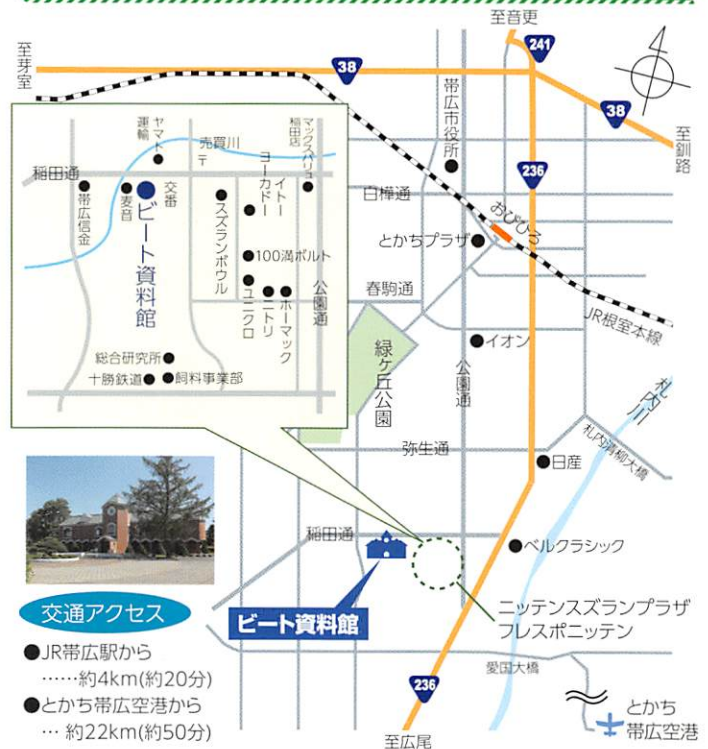 至音更
至芽室
38
241
38
至釧路
236
帯広市役所
白樺通
おびひろ
とかちプラザ
春駒通
JR根室本線
イオン
緑ヶ丘公園
公園通
札内川
札内清柳大橋
弥生通
日産
稲田通
ベルクラシック
ビート資料館
ニッテンスズランプラザ
フレスポニッテン
愛国大橋
236
至広尾
とかち
帯広空港
ヤマト
運輸
売買川
〒
マックスバリュ
稲田店
稲田通
帯広信金
麦音
交番
ビート資料館
スズランボウル
イトー
ヨーカドー
100満ボルト
ユニクロ
ニトリ
ホーマック
公園通
総合研究所
十勝鉄道
飼料事業部
交通アクセス
●JR帯広駅から
……約4km(約20分)
●とかち帯広空港から
… 約22km(約50分)